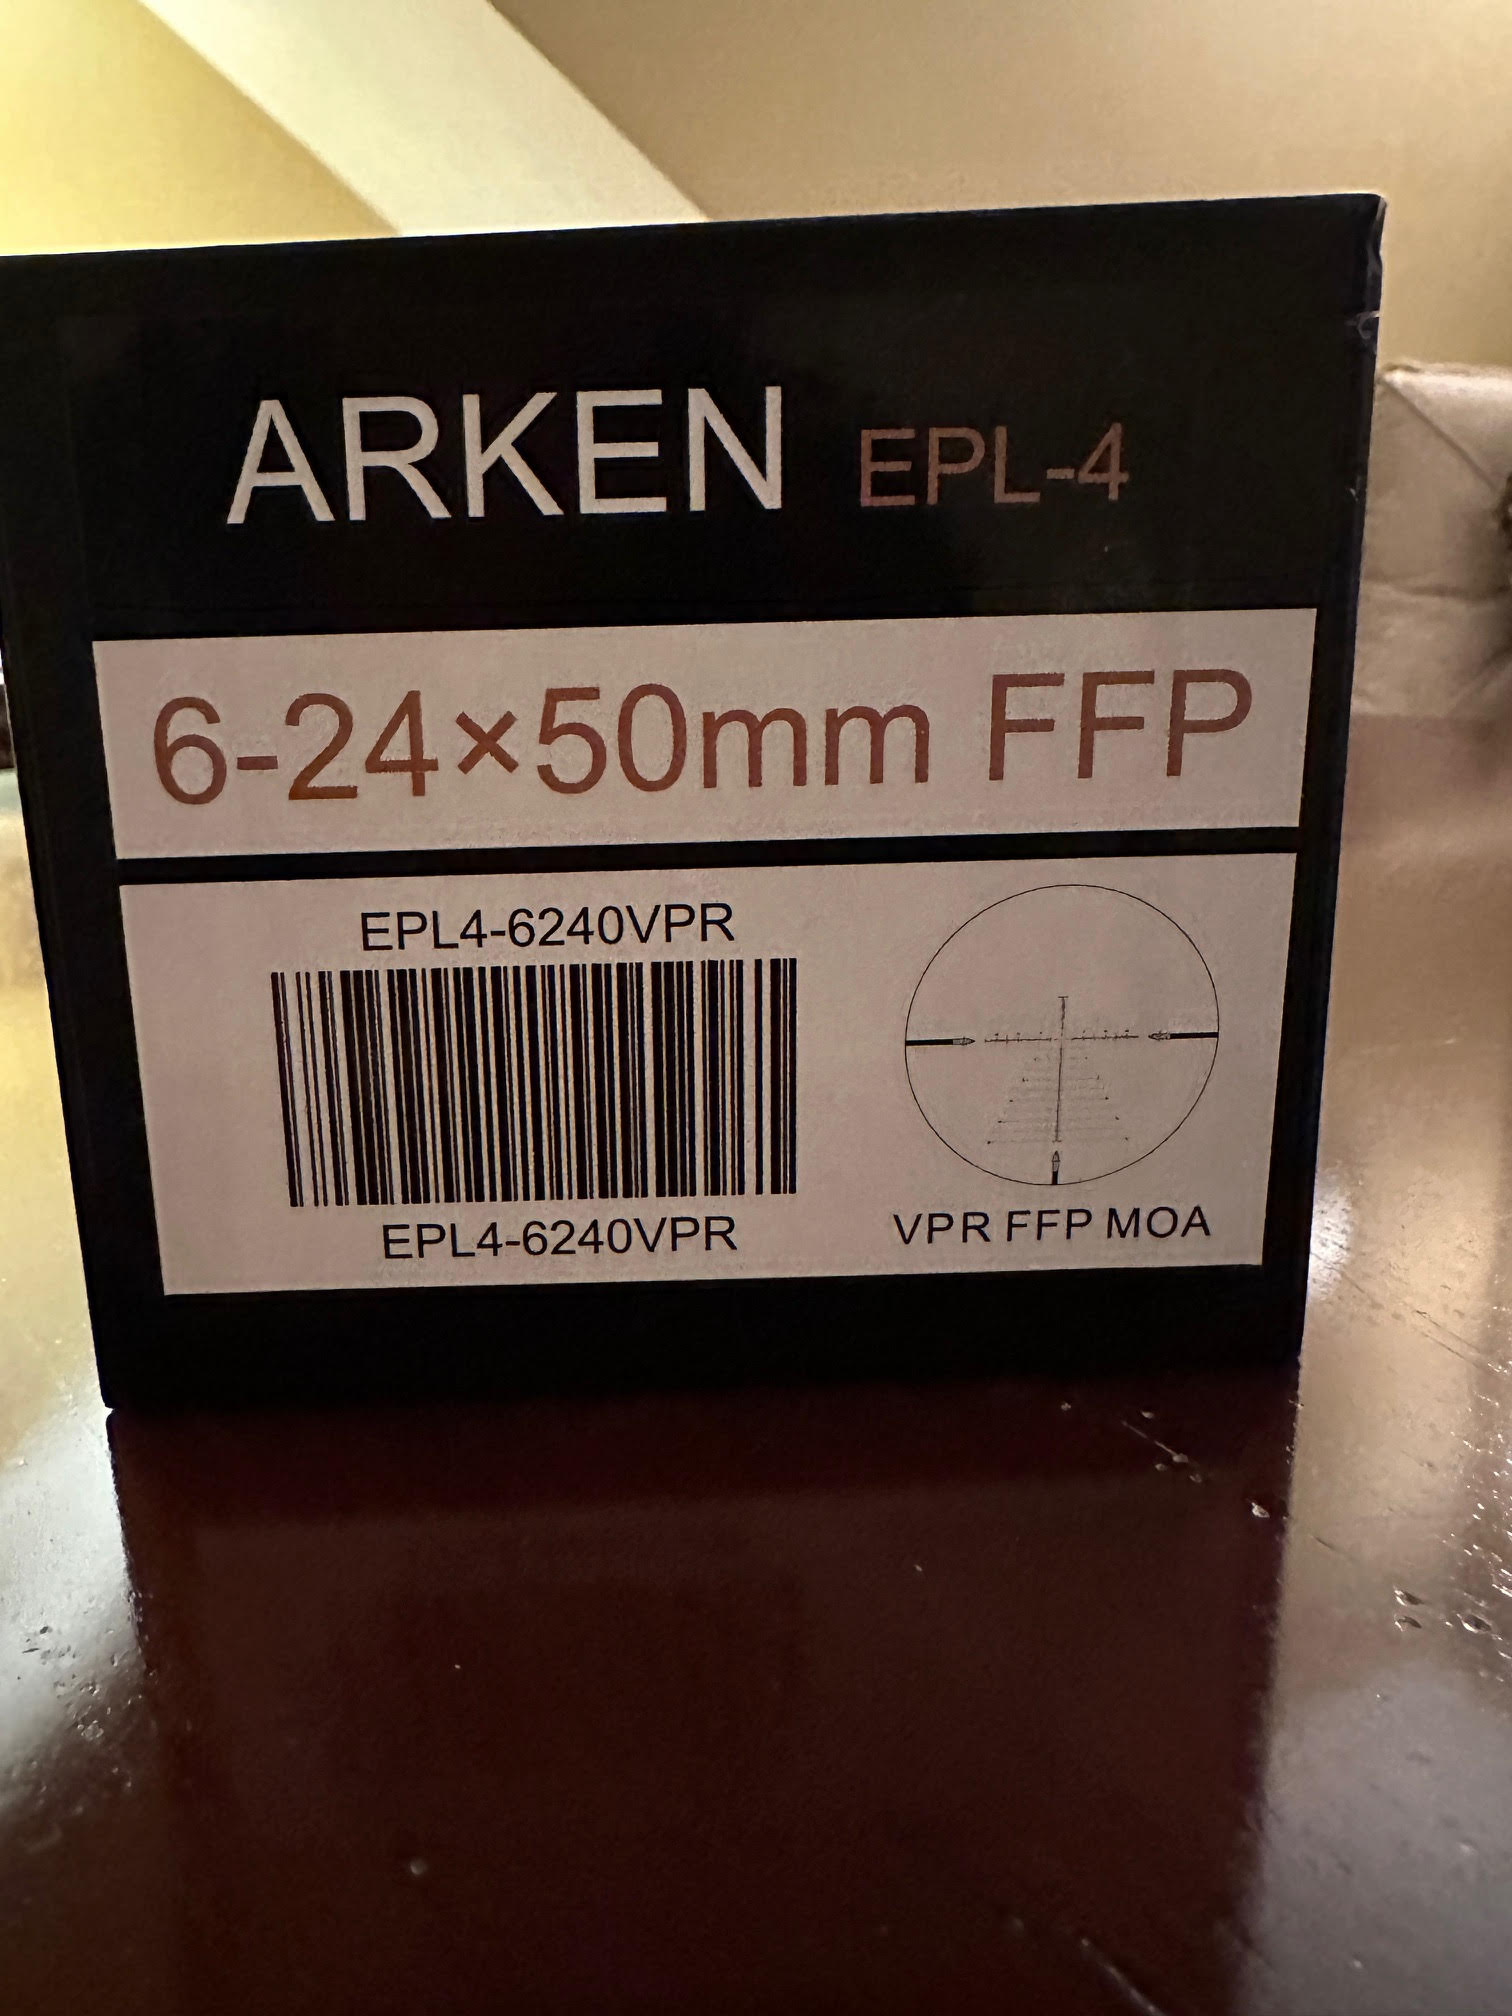 ARKEN EPL-4
6-24×50mm FFP
EPL4-6240VPR
EPL4-6240VPR
VPR FFP MOA